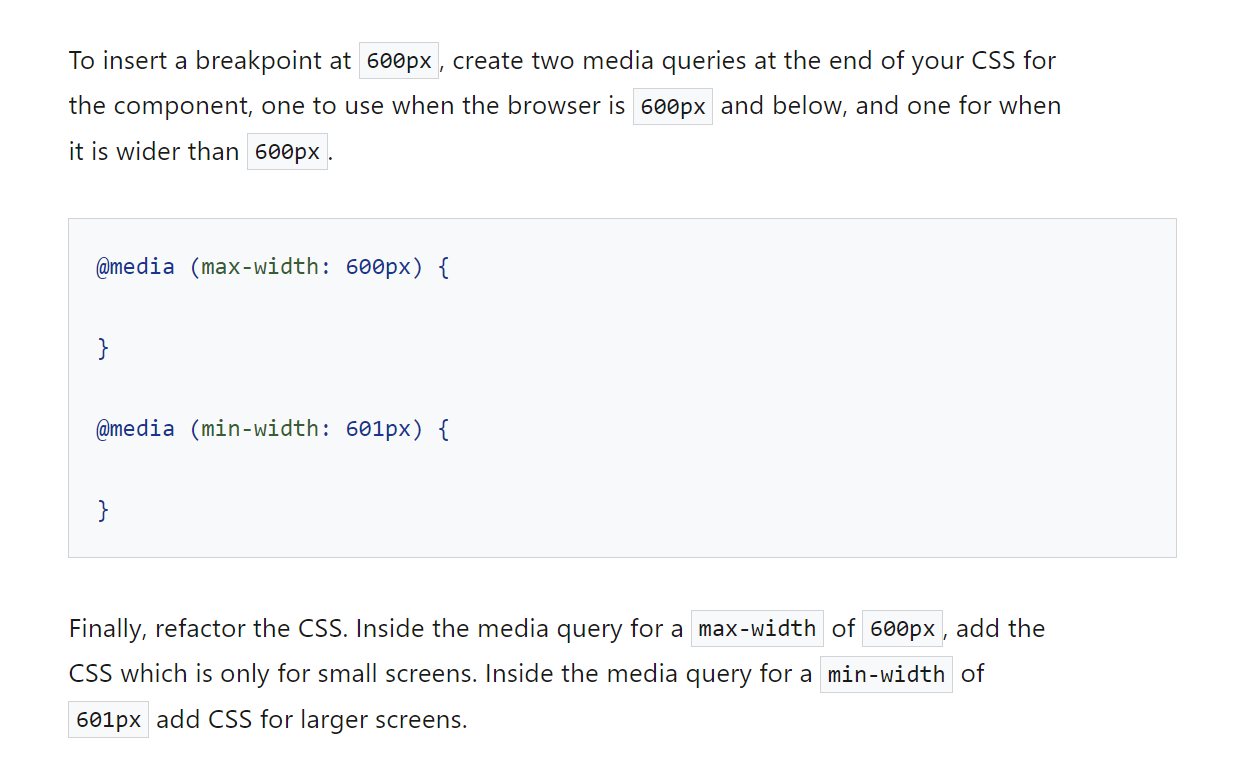 To insert a breakpoint at 600px, create two media queries at the end of your CSS for
the component, one to use when the browser is 600px and below, and one for when
it is wider than 600px.
@media (max-width: 600px) {
}
@media (min-width: 601px) {
}
Finally, refactor the CSS. Inside the media query for a max-width of 600px, add the
CSS which is only for small screens. Inside the media query for a min-width of
601px add CSS for larger screens.